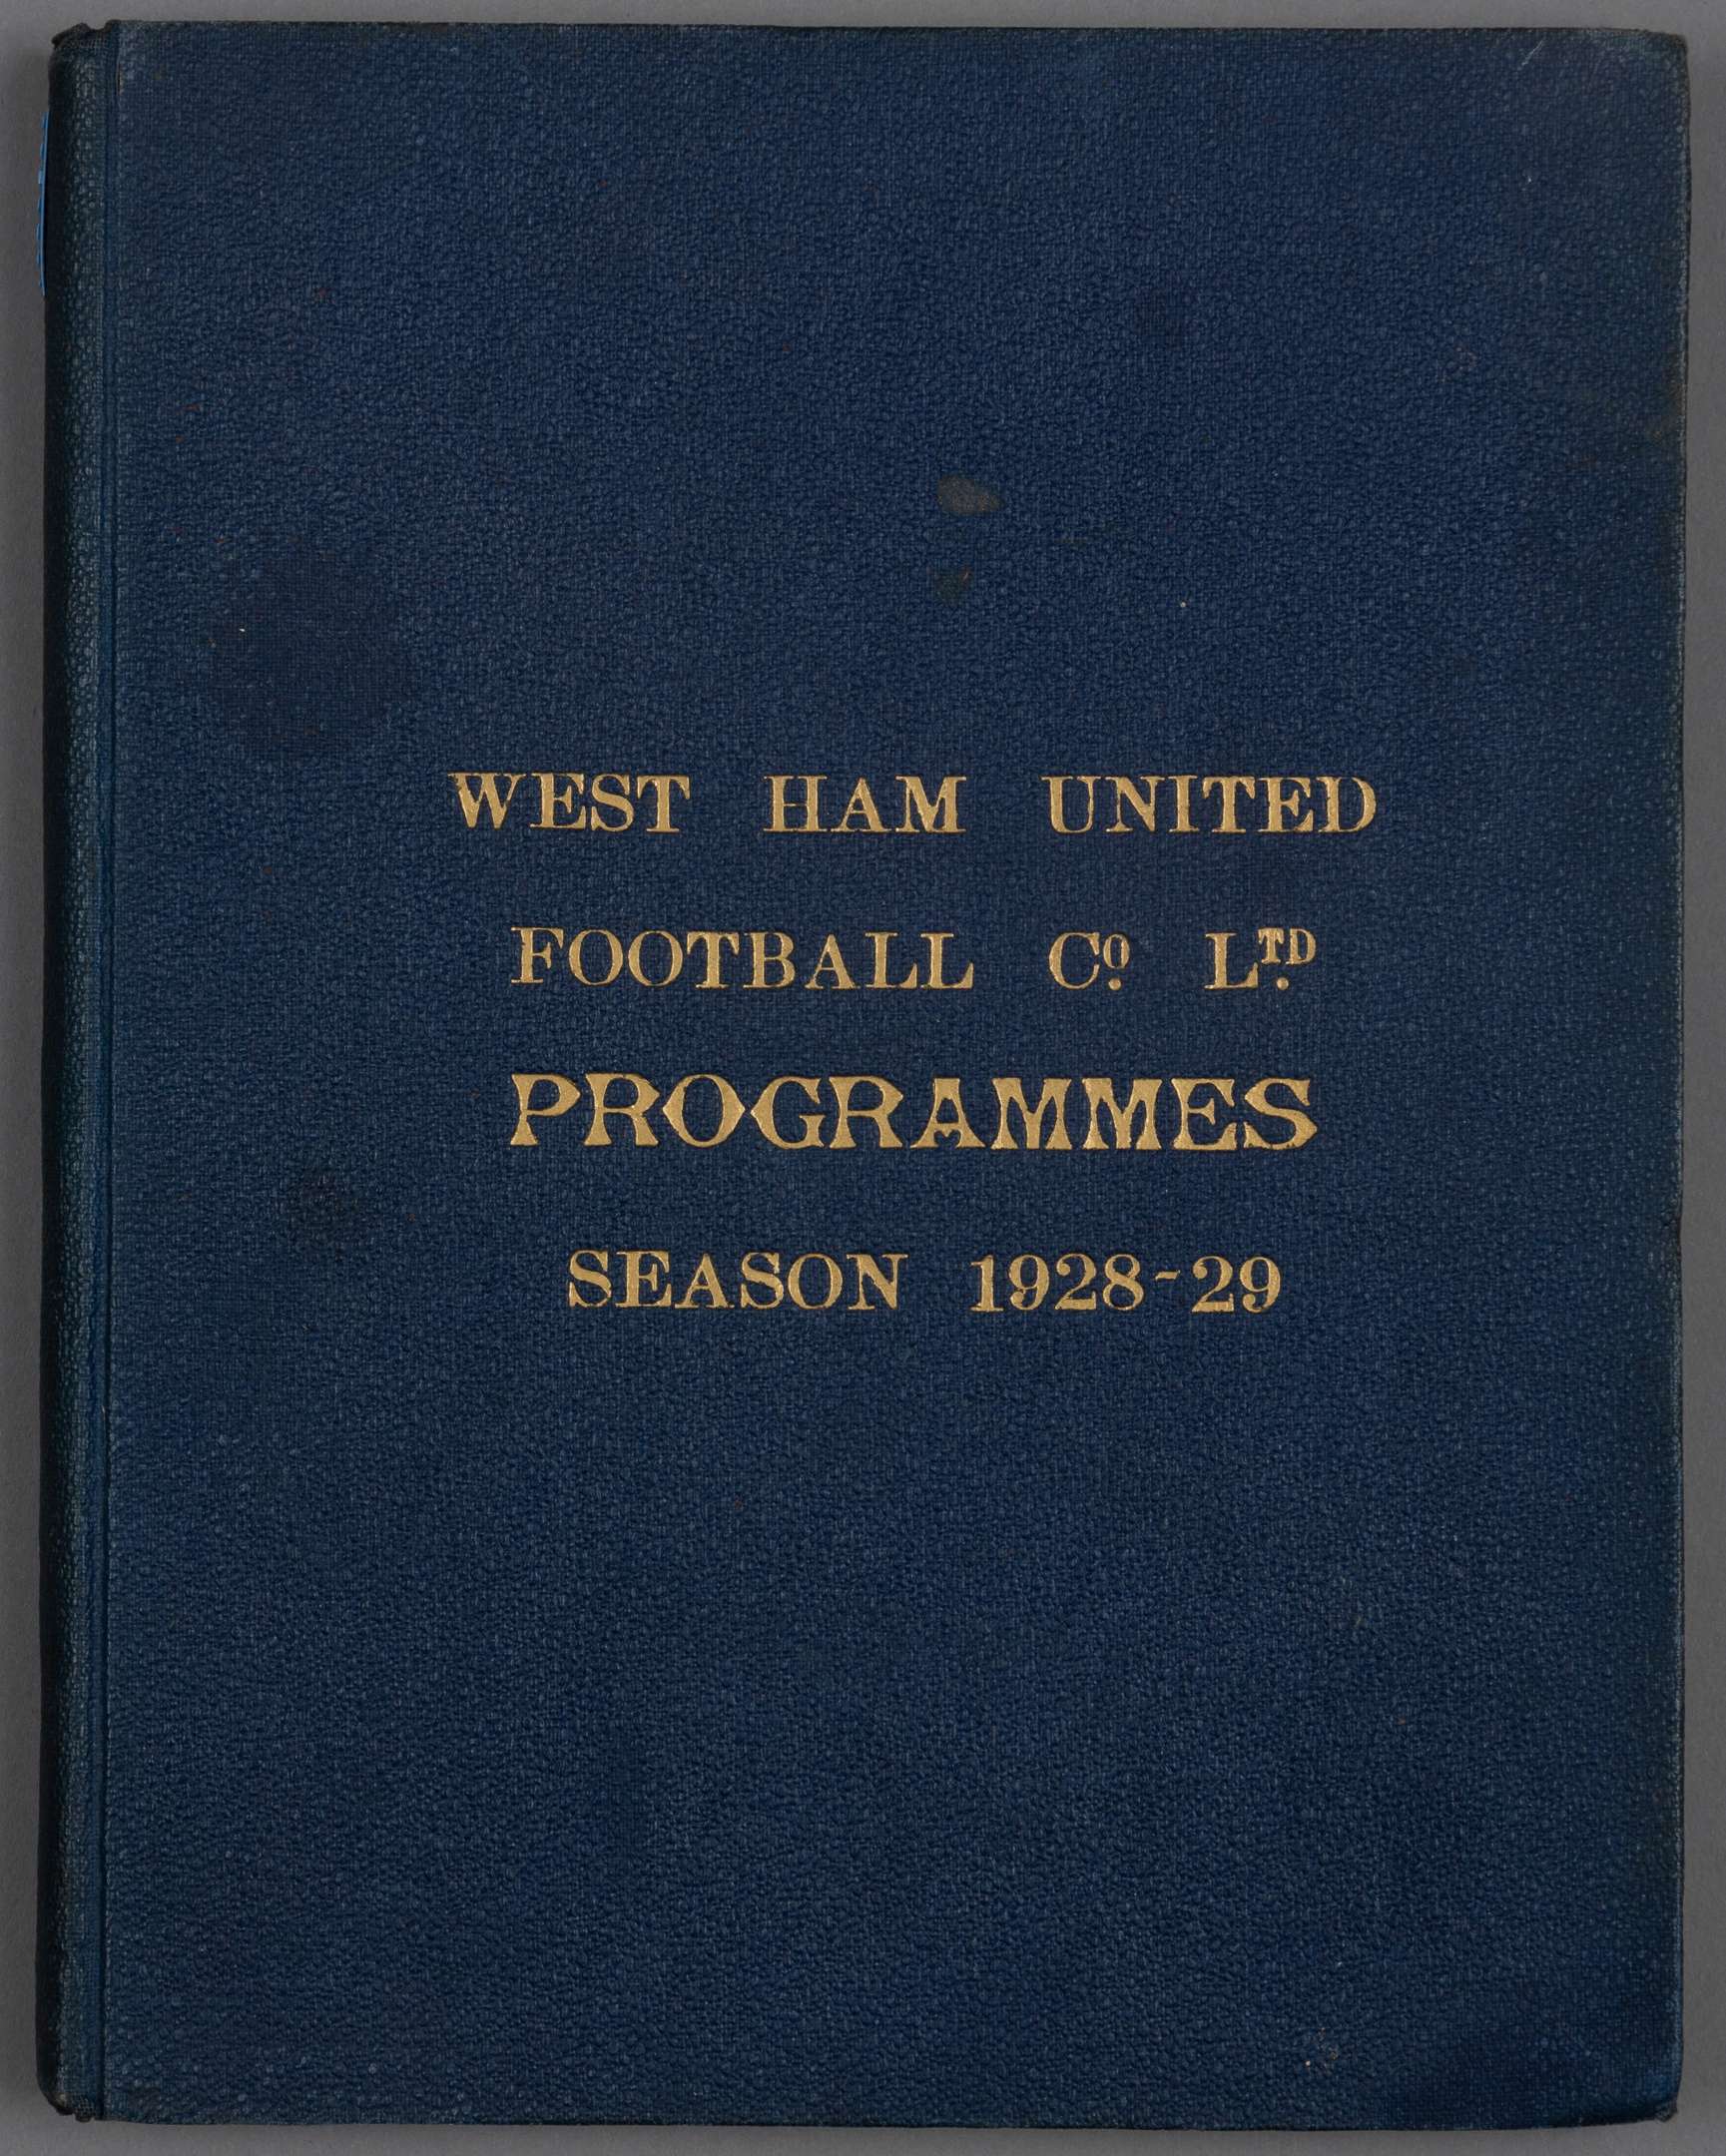 WEST HAM UNITED
FOOTBALL Cº. LTD.
PROGRAMMES
SEASON 1928-29